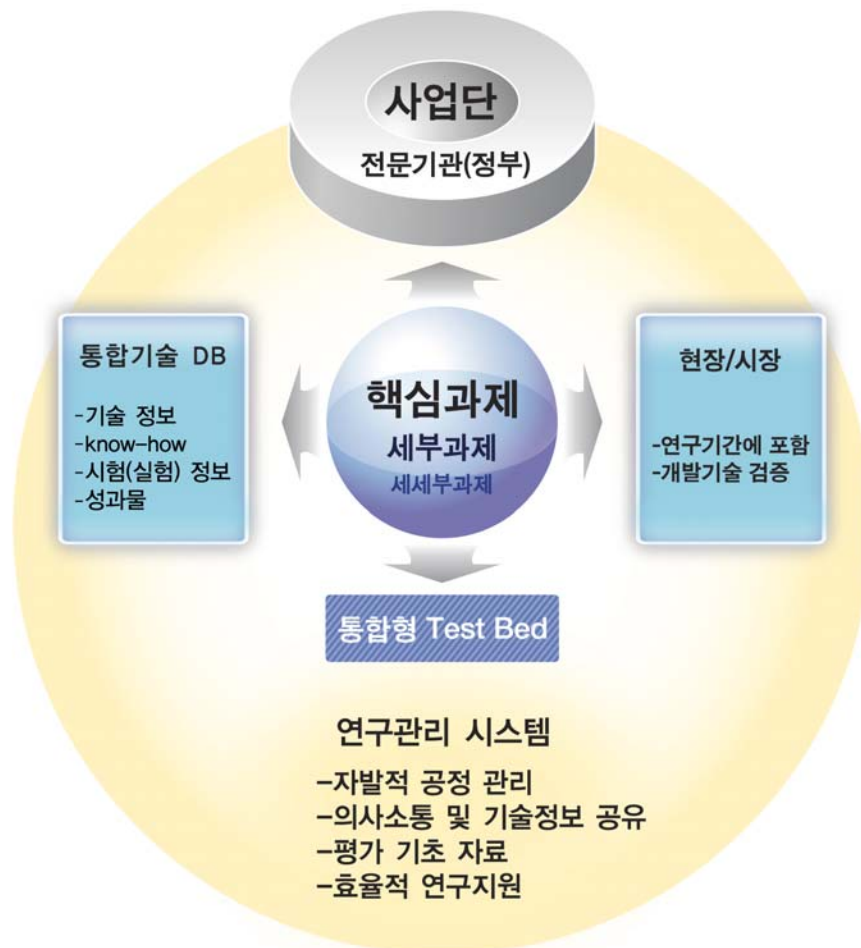 사업단
전문기관(정부)
통합기술 DB
-기술 정보
-know-how
-시험(실험) 정보
-성과물
핵심과제
세부과제
세세부과제
현장/시장
-연구기간에 포함
-개발기술 검증
통합형 Test Bed
연구관리 시스템
-자발적 공정 관리
-의사소통 및 기술정보 공유
-평가 기초 자료
-효율적 연구지원